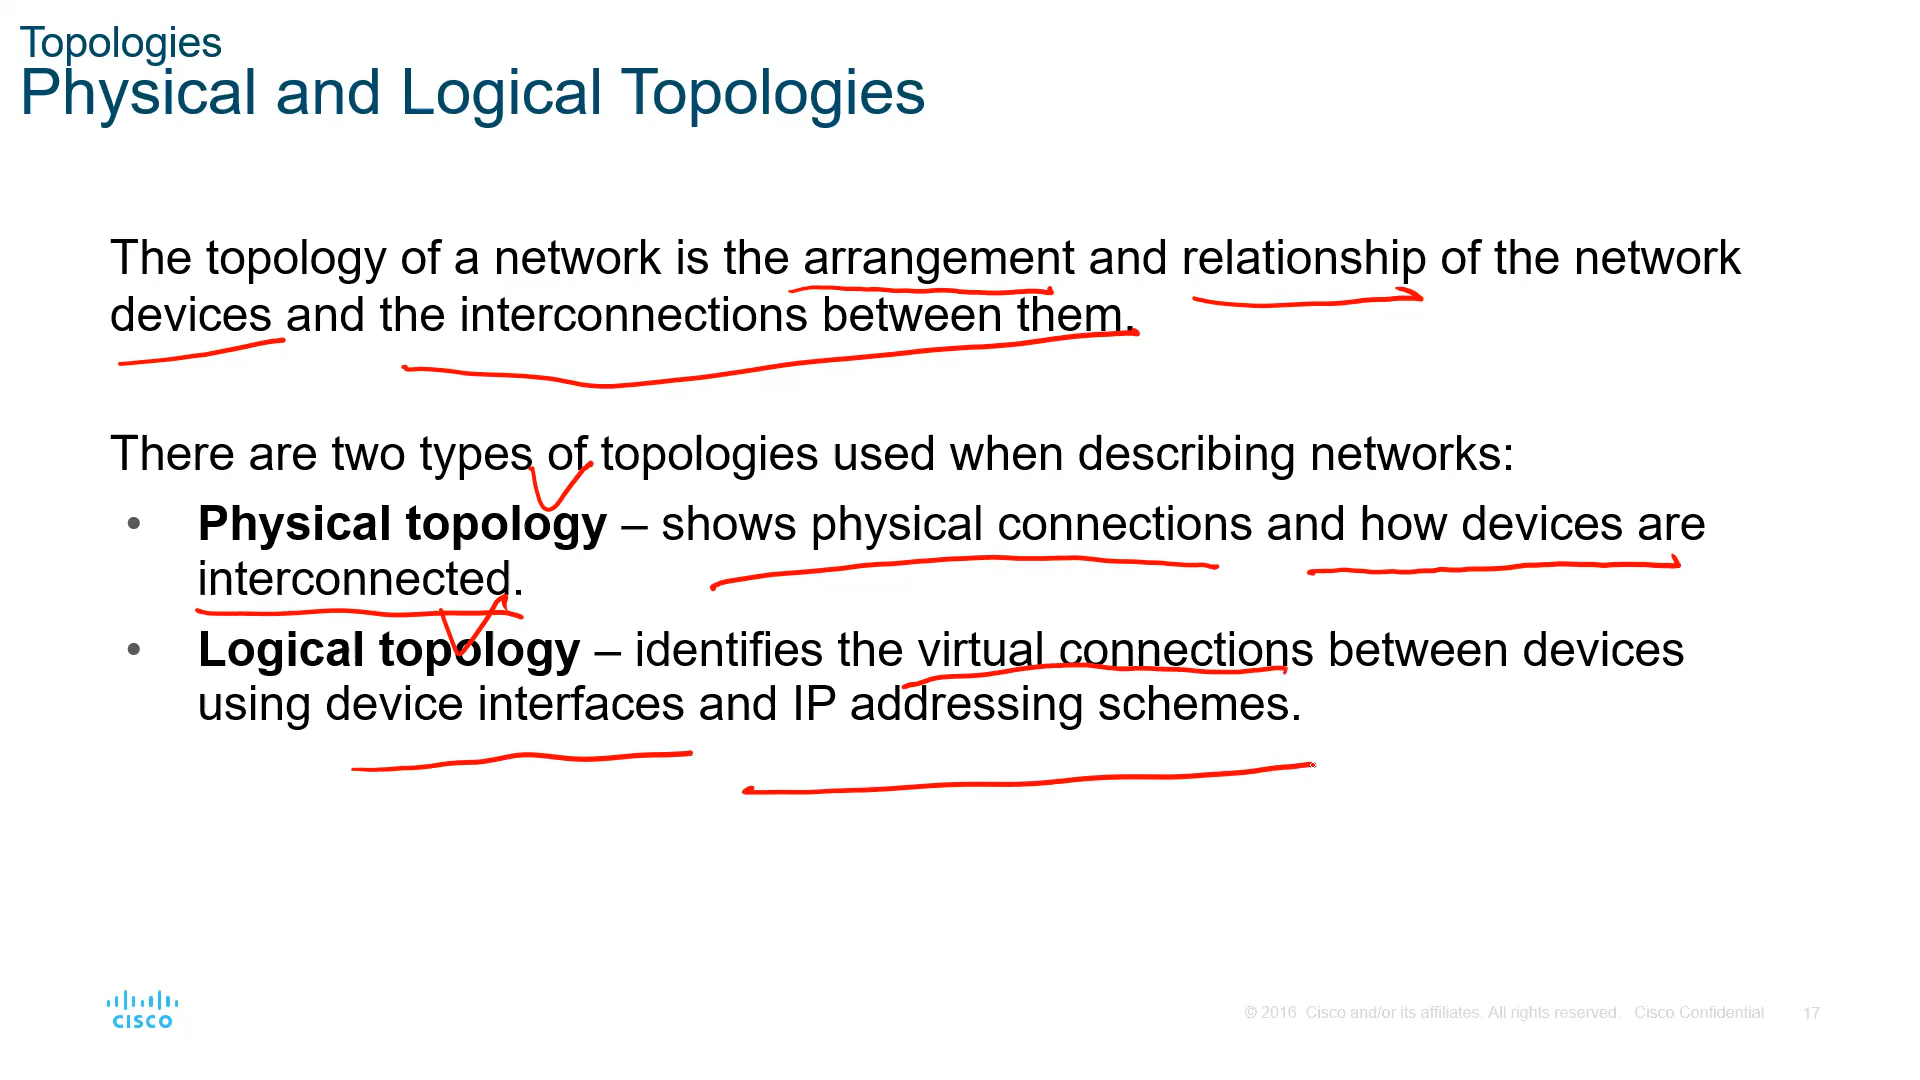 Topologies
Physical and Logical Topologies
The topology of a network is the arrangement and relationship of the network
devices and the interconnections between them.
There are two types of topologies used when describing networks:
• Physical topology – shows physical connections and how devices are
interconnected.
• Logical topology – identifies the virtual connections between devices
using device interfaces and IP addressing schemes.
CISCO
© 2016 Cisco and/or its affiliates. All rights reserved. Cisco Confidential 17